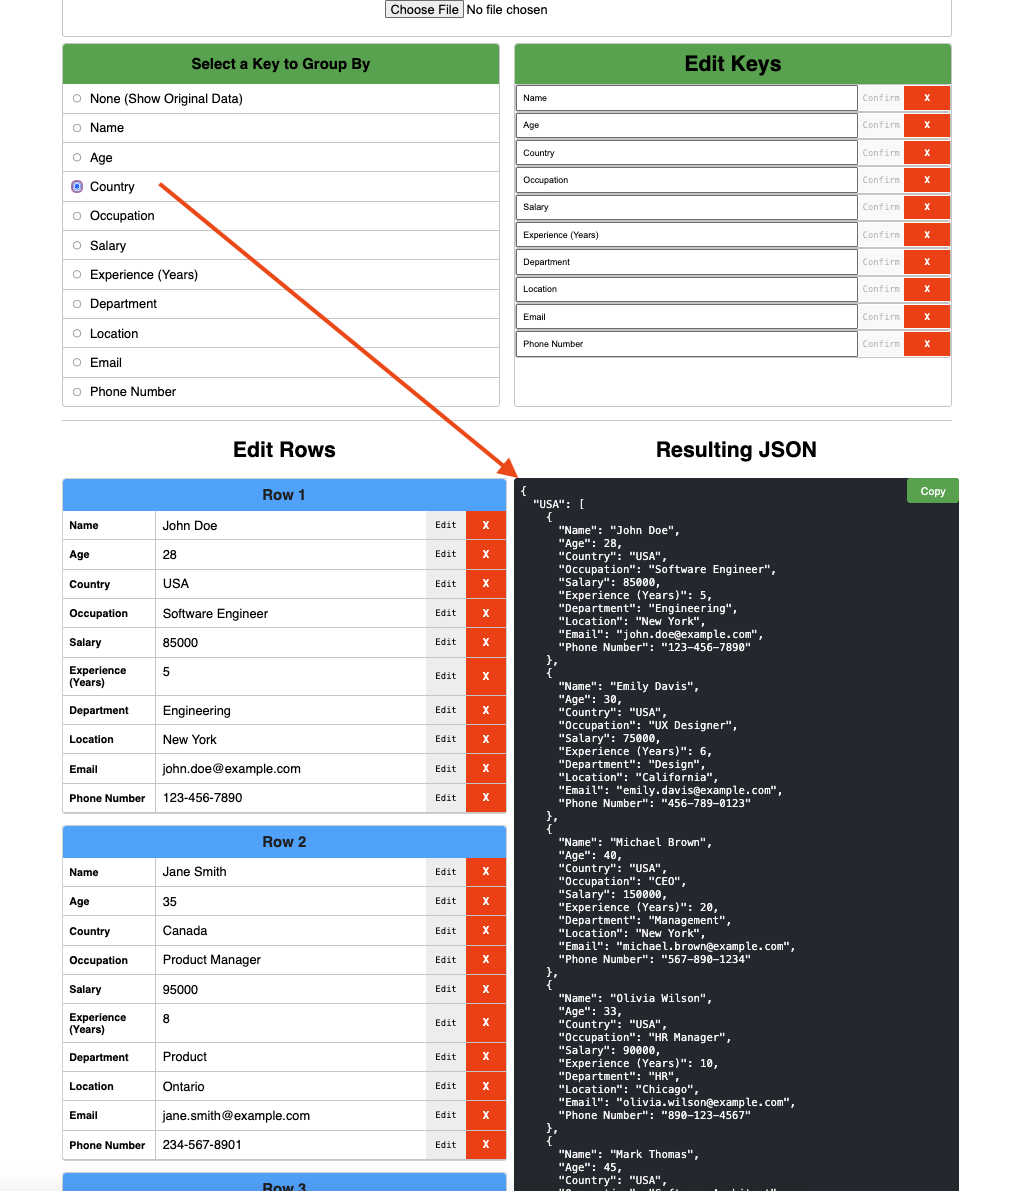 Choose File No file chosen
Select a Key to Group By
None (Show Original Data)
Name
Age
Country
Occupation
Salary
Experience (Years)
Department
Location
Email
Phone Number
Edit Keys
Name Confirm X
Age Confirm X
Country Confirm X
Occupation Confirm X
Salary Confirm X
Experience (Years) Confirm X
Department Confirm X
Location Confirm X
Email Confirm X
Phone Number Confirm X
Edit Rows
Row 1
Name John Doe Edit X
Age 28 Edit X
Country USA Edit X
Occupation Software Engineer Edit X
Salary 85000 Edit X
Experience
(Years) 5 Edit X
Department Engineering Edit X
Location New York Edit X
Email john.doe@example.com Edit X
Phone Number 123-456-7890 Edit X
Row 2
Name Jane Smith Edit X
Age 35 Edit X
Country Canada Edit X
Occupation Product Manager Edit X
Salary 95000 Edit X
Experience
(Years) 8 Edit X
Department Product Edit X
Location Ontario Edit X
Email jane.smith@example.com Edit X
Phone Number 234-567-8901 Edit X
Row 3
Resulting JSON
Copy
{
"USA": [
{
"Name": "John Doe",
"Age": 28,
"Country": "USA",
"Occupation": "Software Engineer",
"Salary": 85000,
"Experience (Years)": 5,
"Department": "Engineering",
"Location": "New York",
"Email": "john.doe@example.com",
"Phone Number": "123-456-7890"
},
{
"Name": "Emily Davis",
"Age": 30,
"Country": "USA",
"Occupation": "UX Designer",
"Salary": 75000,
"Experience (Years)": 6,
"Department": "Design",
"Location": "California",
"Email": "emily.davis@example.com",
"Phone Number": "456-789-0123"
},
{
"Name": "Michael Brown",
"Age": 40,
"Country": "USA",
"Occupation": "CEO",
"Salary": 150000,
"Experience (Years)": 20,
"Department": "Management",
"Location": "New York",
"Email": "michael.brown@example.com",
"Phone Number": "567-890-1234"
},
{
"Name": "Olivia Wilson",
"Age": 33,
"Country": "USA",
"Occupation": "HR Manager",
"Salary": 90000,
"Experience (Years)": 10,
"Department": "HR",
"Location": "Chicago",
"Email": "olivia.wilson@example.com",
"Phone Number": "890-123-4567"
},
{
"Name": "Mark Thomas",
"Age": 45,
"Country": "USA",